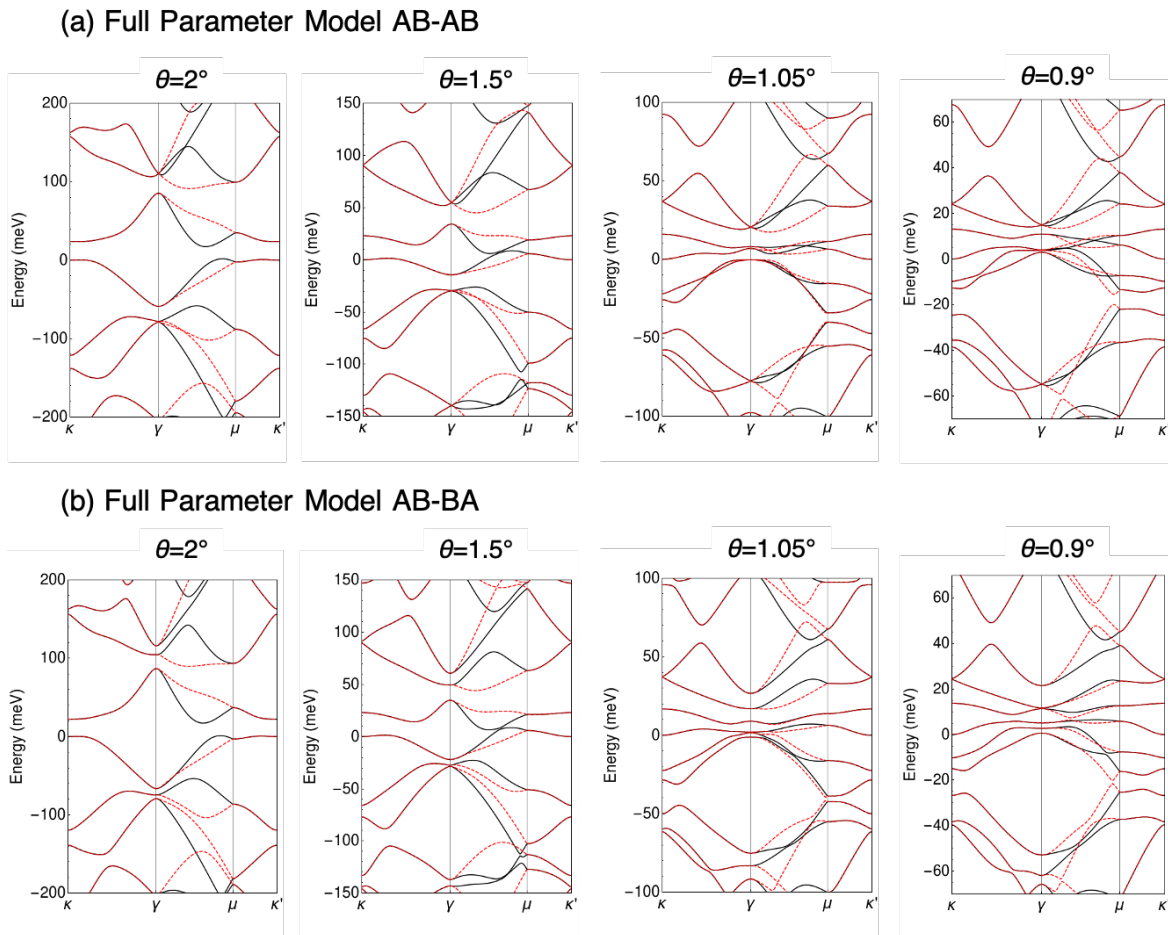 (a) Full Parameter Model AB-AB
θ=2°
θ=1.5°
θ=1.05°
θ=0.9°
Energy (meV)
200
100
0
−100
−200
κ
γ
μ
κ'
Energy (meV)
150
100
50
0
−50
−100
−150
κ
γ
μ
κ'
Energy (meV)
100
50
0
−50
−100
κ
γ
μ
κ'
Energy (meV)
60
40
20
0
−20
−40
−60
κ
γ
μ
κ'
(b) Full Parameter Model AB-BA
θ=2°
θ=1.5°
θ=1.05°
θ=0.9°
Energy (meV)
200
100
0
−100
−200
κ
γ
μ
κ'
Energy (meV)
150
100
50
0
−50
−100
−150
κ
γ
μ
κ'
Energy (meV)
100
50
0
−50
−100
κ
γ
μ
κ'
Energy (meV)
60
40
20
0
−20
−40
−60
κ
γ
μ
κ'